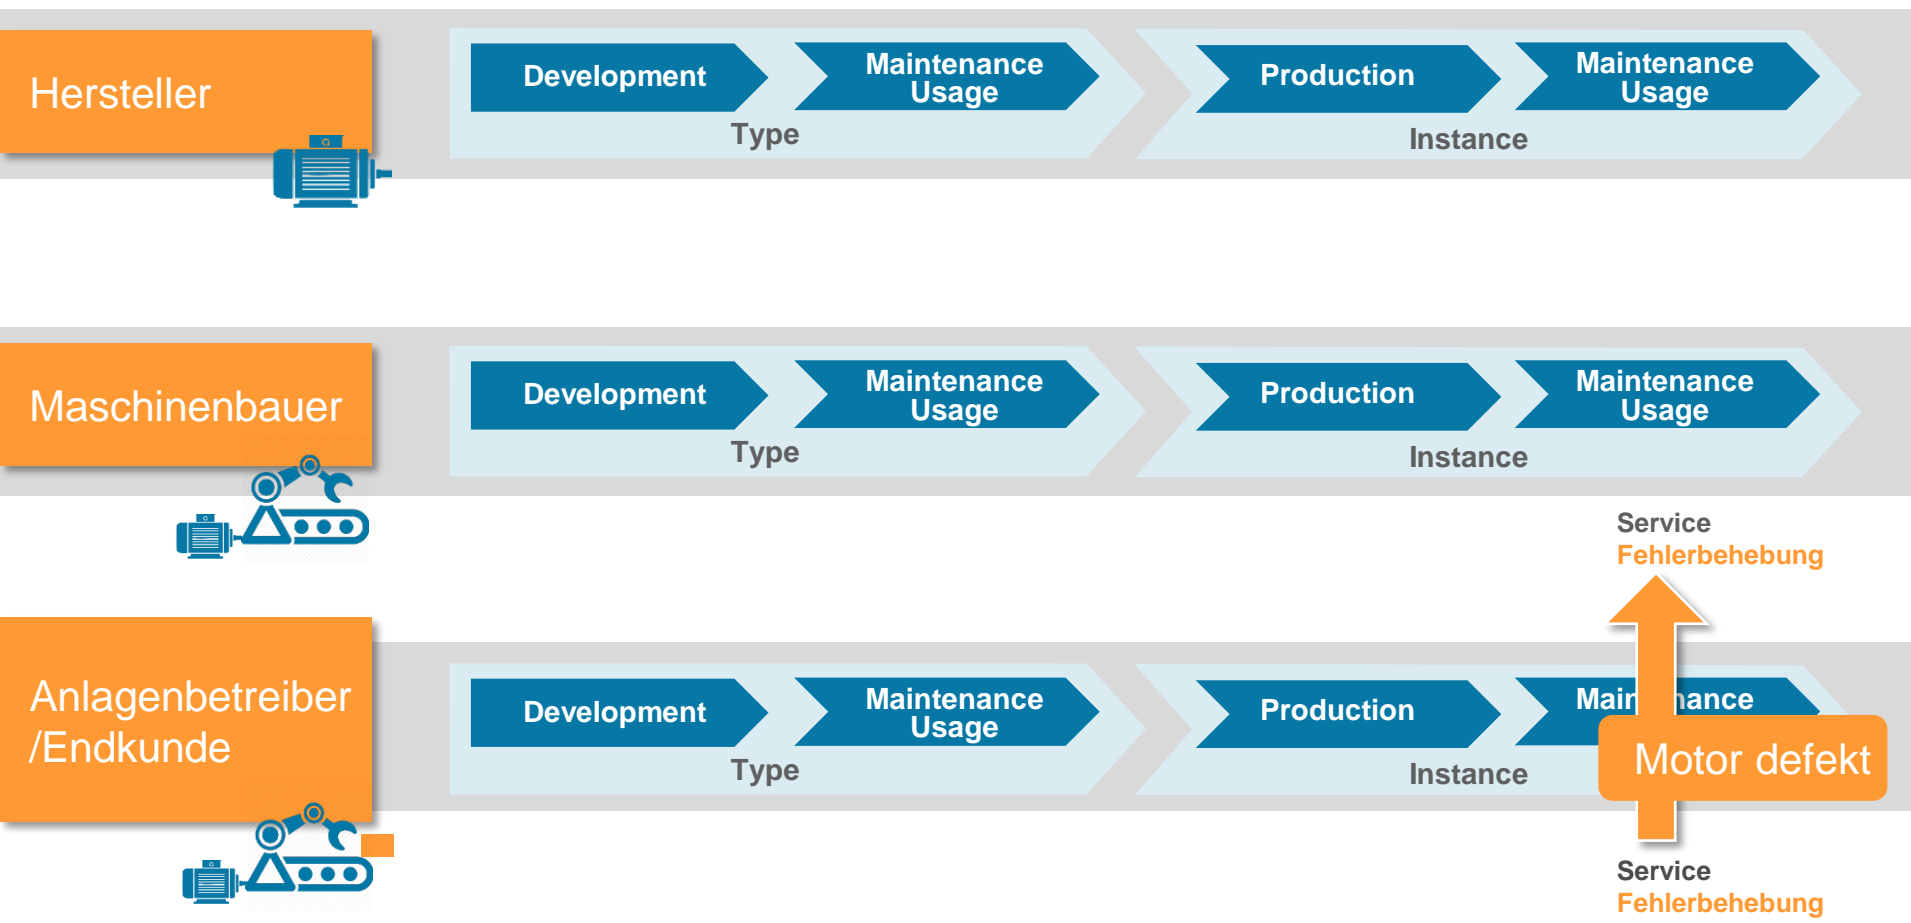 Hersteller
Development
Maintenance
Usage
Type
Production
Maintenance
Usage
Instance
Maschinenbauer
Development
Maintenance
Usage
Type
Production
Maintenance
Usage
Instance
Service
Fehlerbehebung
Anlagenbetreiber
/Endkunde
Development
Maintenance
Usage
Type
Production
Instance
Motor defekt
Service
Fehlerbehebung